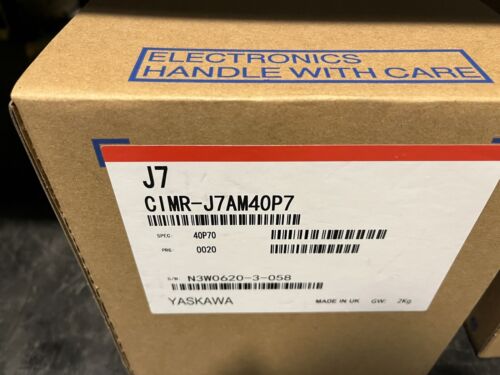 ELECTRONICS
HANDLE WITH CARE
J7
CIMR-J7AM40P7
SPEC: 40P70
PRG: 0020
S/N: N3W0620-3-058
YASKAWA MADE IN UK GW: 2Kg